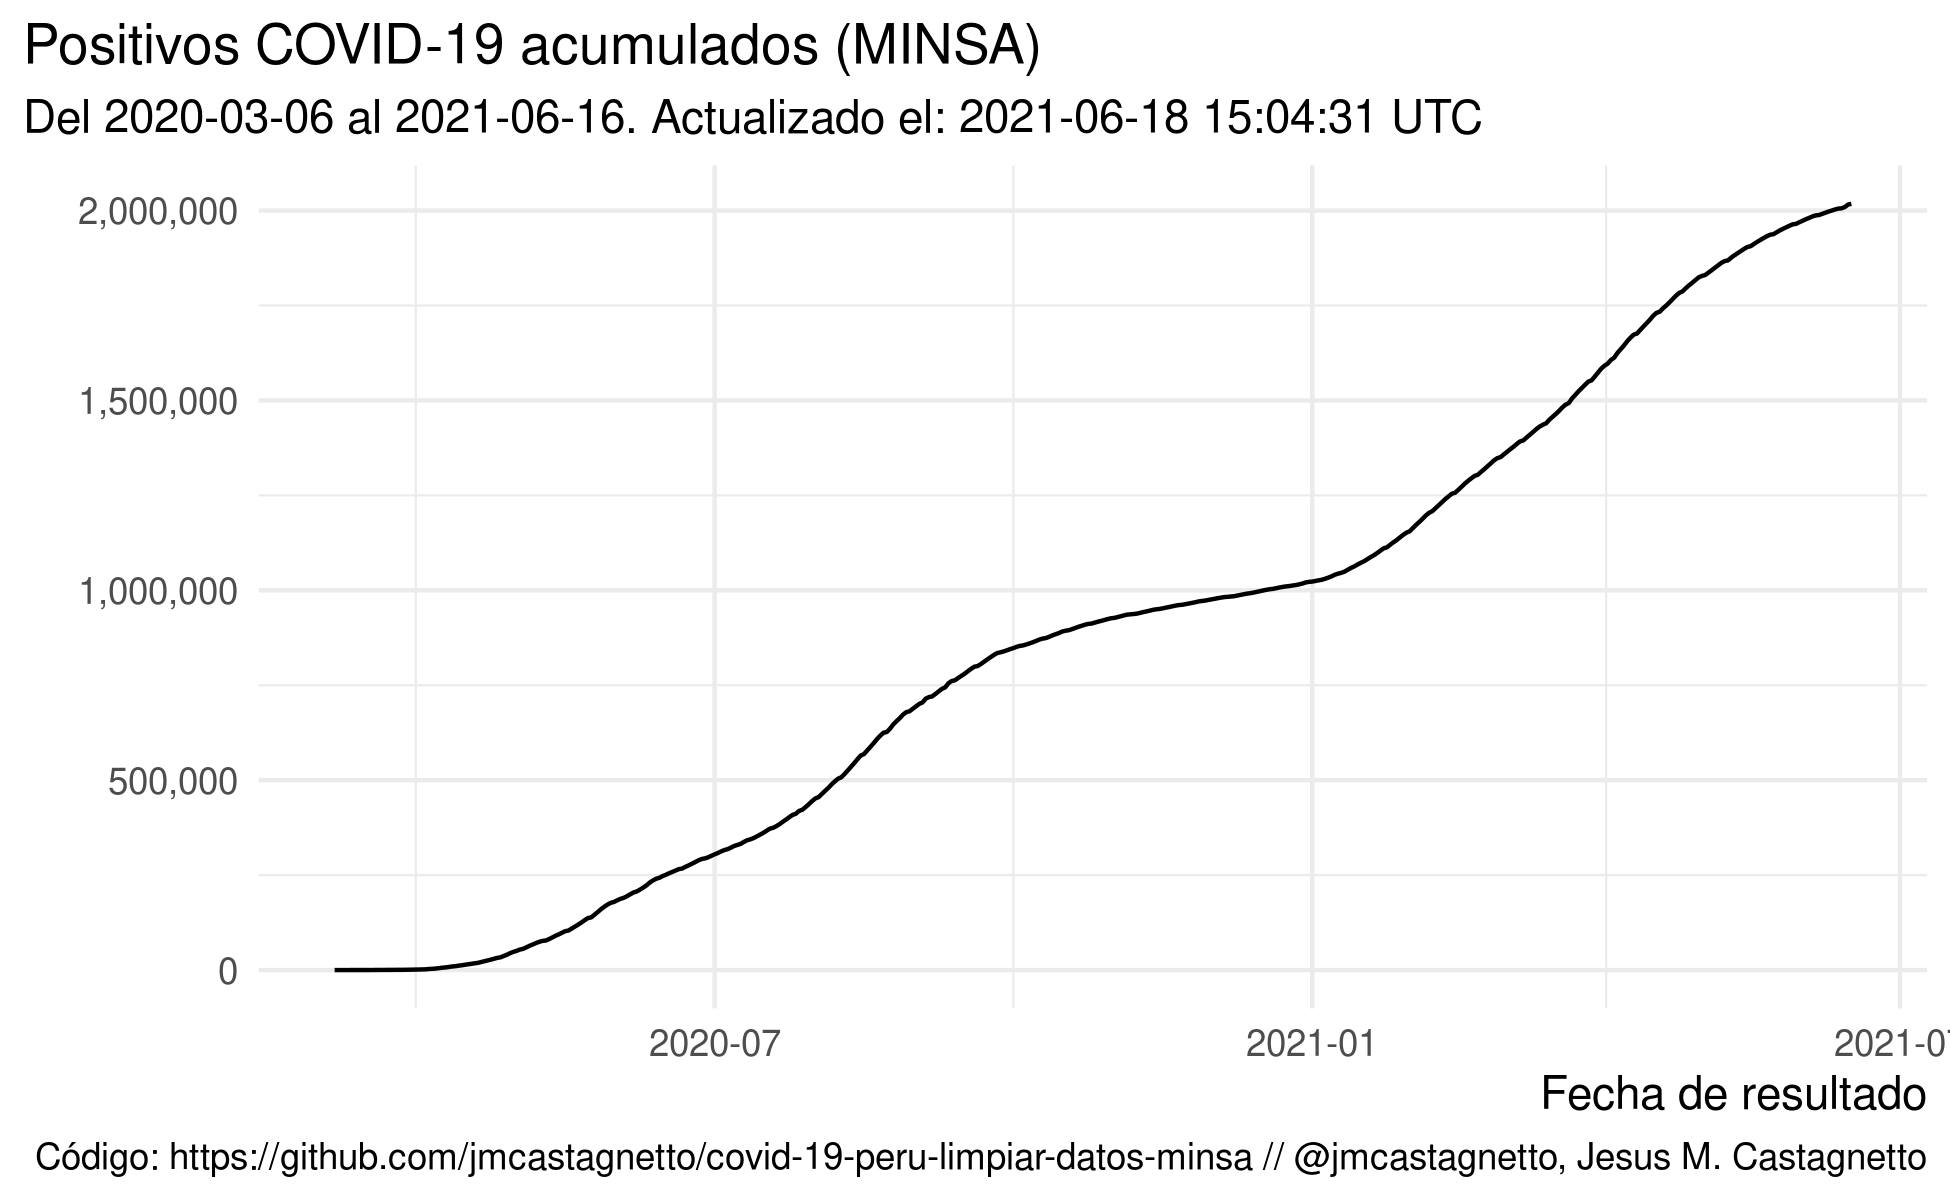 Positivos COVID-19 acumulados (MINSA)
Del 2020-03-06 al 2021-06-16. Actualizado el: 2021-06-18 15:04:31 UTC
2,000,000
1,500,000
1,000,000
500,000
0
2020-07
2021-01
2021-0
Fecha de resultado
Código: https://github.com/jmcastagnetto/covid-19-peru-limpiar-datos-minsa // @jmcastagnetto, Jesus M. Castagnetto